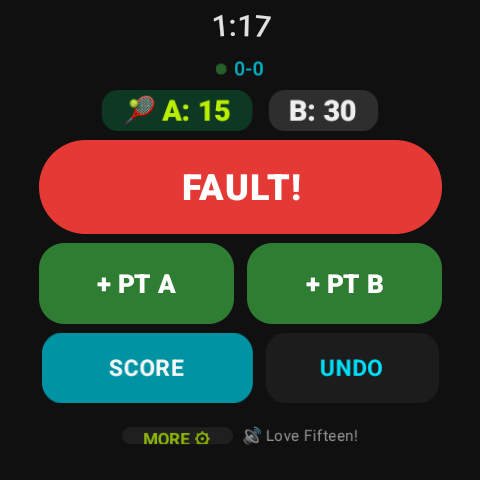 1:17
0-0
A: 15 B: 30
FAULT!
+ PT A + PT B
SCORE UNDO
MORE ⚙ Love Fifteen!